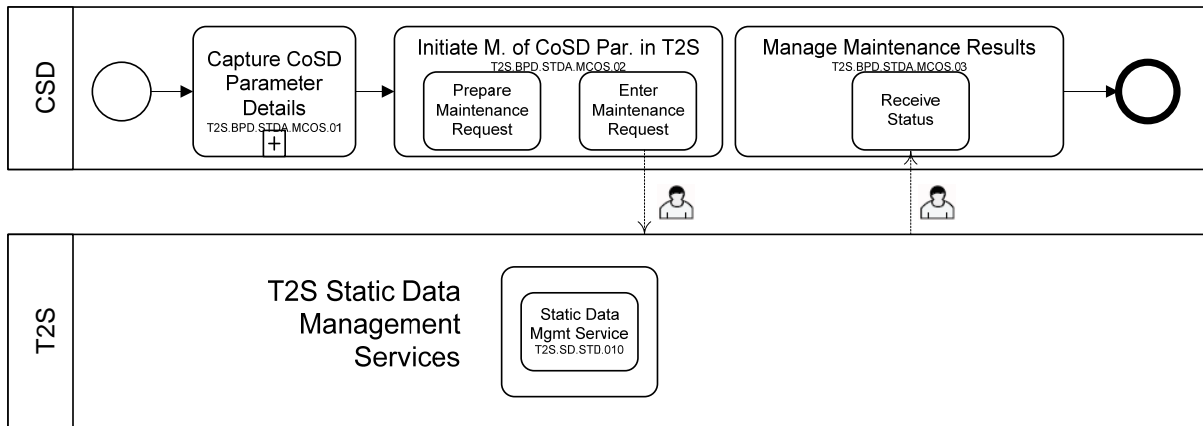 CSD
Capture CoSD
Parameter
Details
T2S.BPD.STDA.MCOS.01
+
Initiate M. of CoSD Par. in T2S
T2S.BPD.STDA.MCOS.02
Prepare
Maintenance
Request
Enter
Maintenance
Request
Manage Maintenance Results
T2S.BPD.STDA.MCOS.03
Receive
Status
T2S
T2S Static Data
Management
Services
Static Data
Mgmt Service
T2S.SD.STD.010